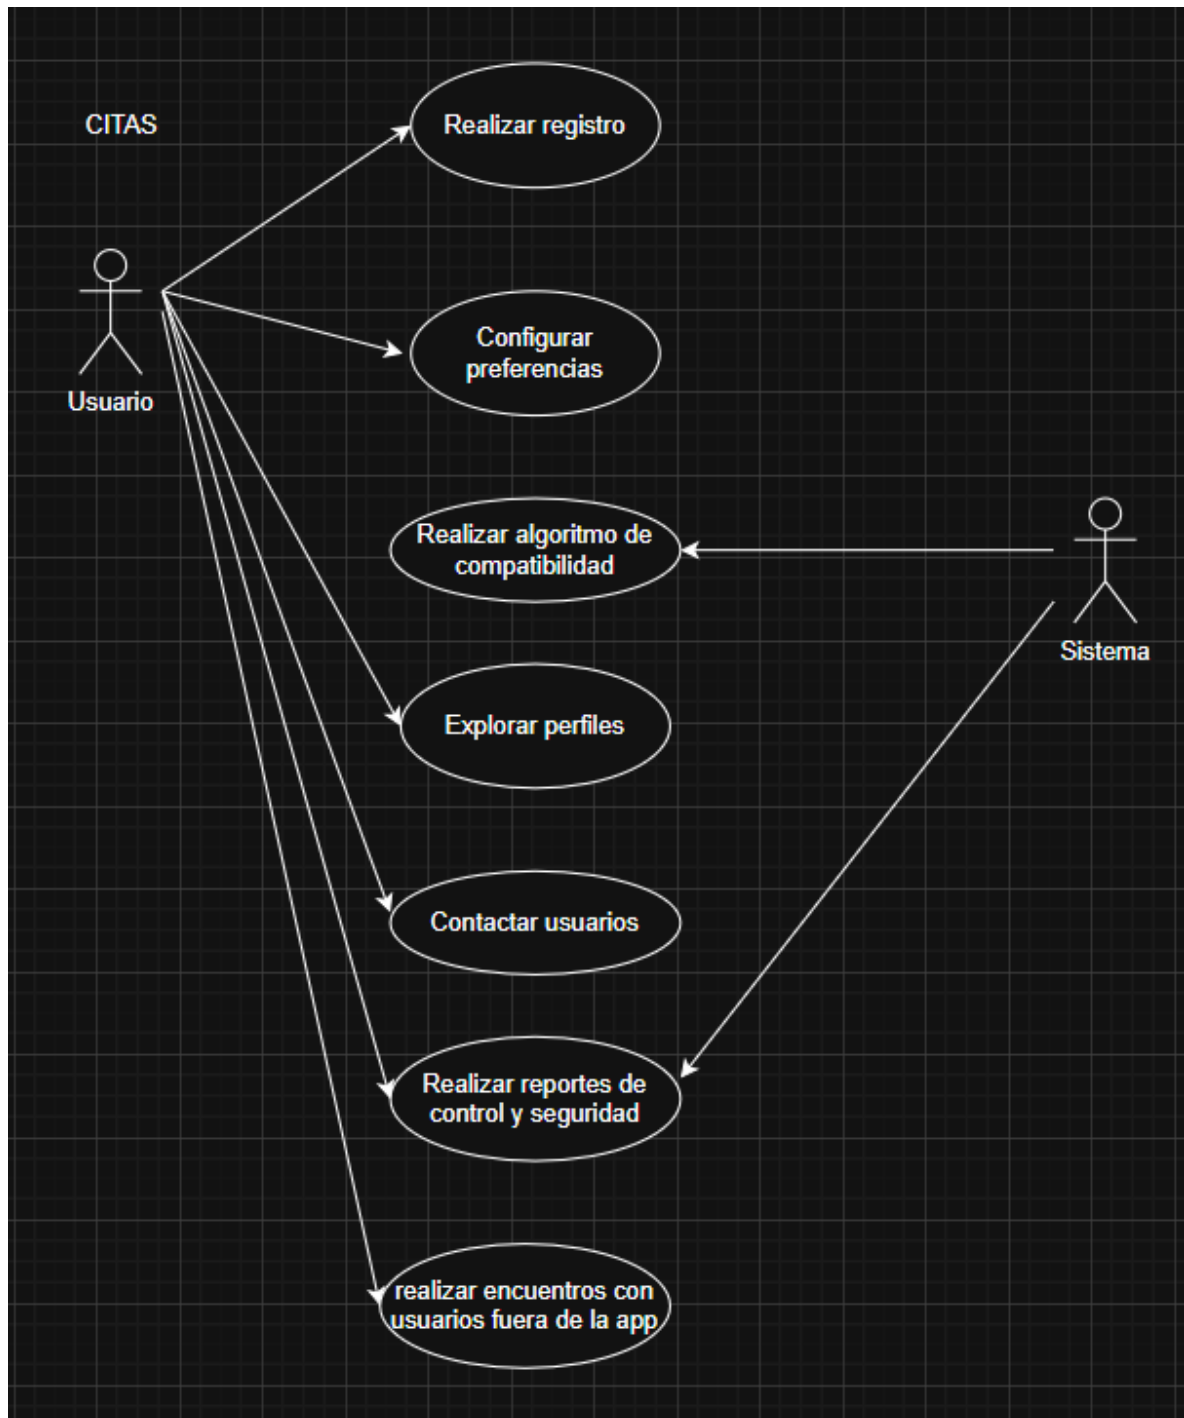 CITAS
Realizar registro
Usuario
Configurar
preferencias
Realizar algoritmo de
compatibilidad
Sistema
Explorar perfiles
Contactar usuarios
Realizar reportes de
control y seguridad
realizar encuentros con
usuarios fuera de la app